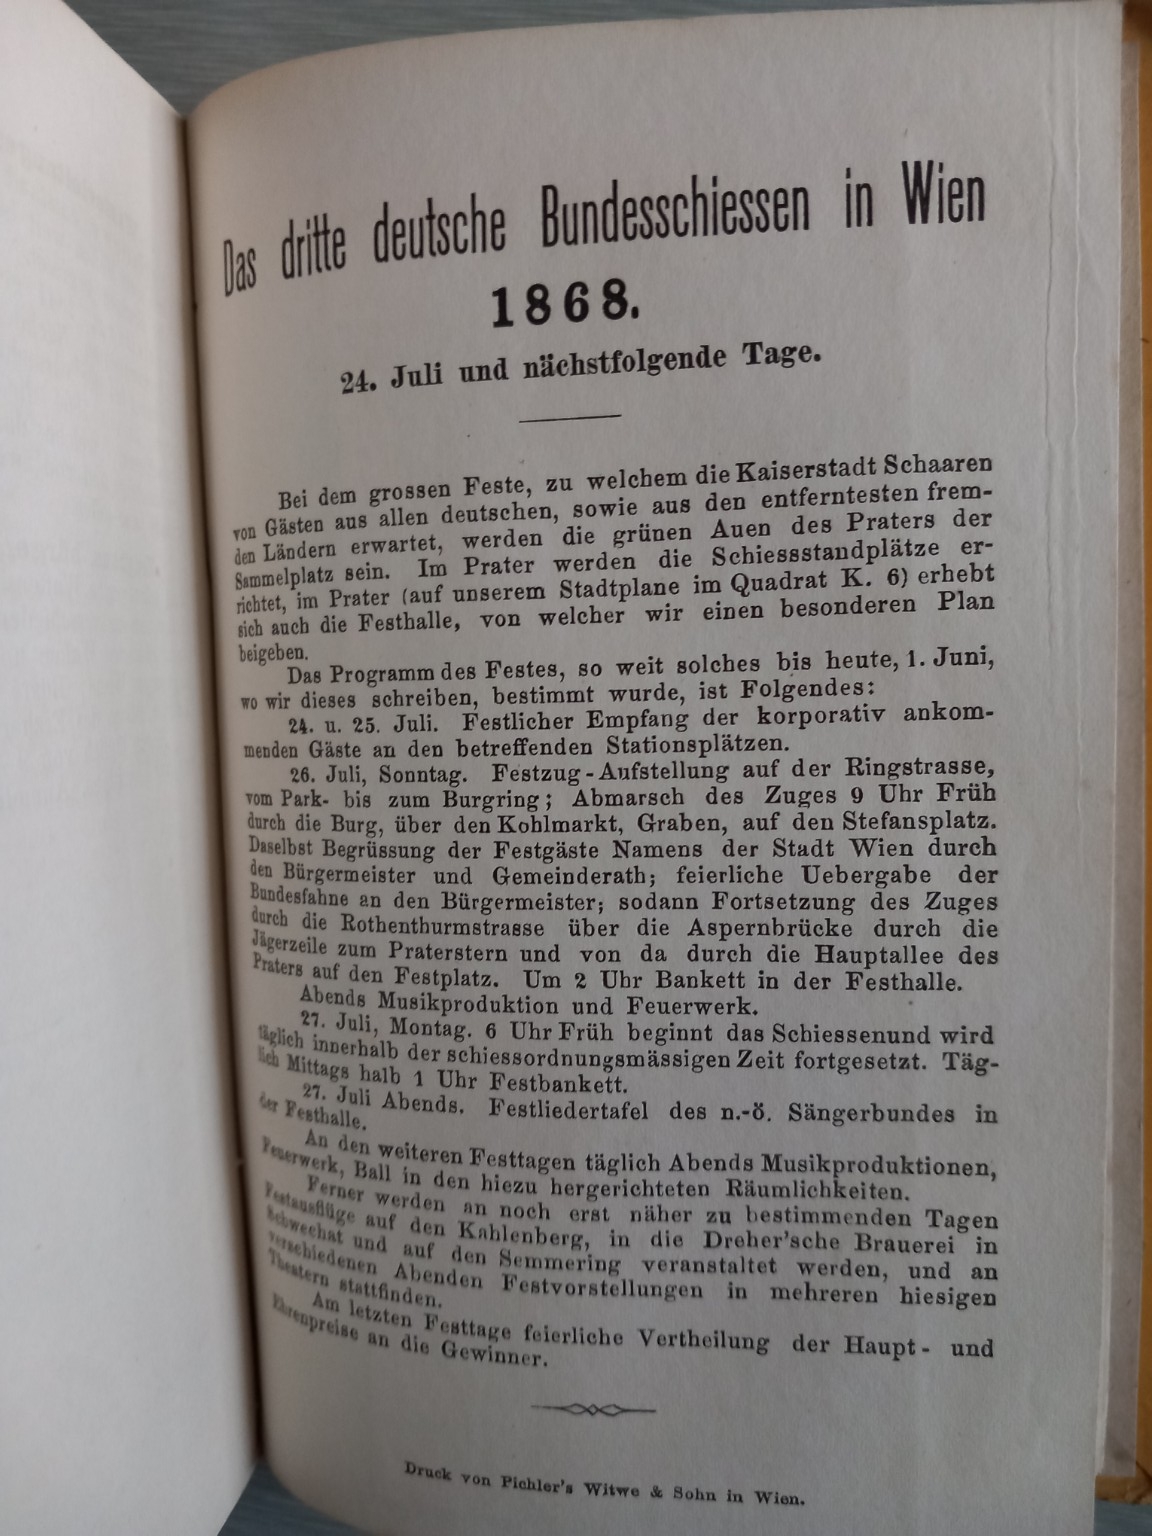 Das dritte deutsche Bundesschiessen in Wien
1868.
24. Juli und nächstfolgende Tage.
Bei dem grossen Feste, zu welchem die Kaiserstadt Schaaren
von Gästen aus allen deutschen, sowie aus den entferntesten frem-
den Ländern erwartet, werden die grünen Auen des Praters der
Sammelplatz sein. Im Prater werden die Schiessstandplätze er-
richtet, im Prater (auf unserem Stadtplane im Quadrat K. 6) erhebt
sich auch die Festhalle, von welcher wir einen besonderen Plan
beigeben.
Das Programm des Festes, so weit solches bis heute, 1. Juni,
wo wir dieses schreiben, bestimmt wurde, ist Folgendes:
24. u. 25. Juli. Festlicher Empfang der korporativ ankom-
menden Gäste an den betreffenden Stationsplätzen.
26. Juli, Sonntag. Festzug-Aufstellung auf der Ringstrasse,
vom Park- bis zum Burgring; Abmarsch des Zuges 9 Uhr Früh
durch die Burg, über den Kohlmarkt, Graben, auf den Stefansplatz.
Daselbst Begrüssung der Festgäste Namens der Stadt Wien durch
den Bürgermeister und Gemeinderath; feierliche Uebergabe der
Bundesfahne an den Bürgermeister; sodann Fortsetzung des Zuges
durch die Rothenthurmstrasse über die Aspernbrücke durch die
Jägerzeile zum Praterstern und von da durch die Hauptallee des
Praters auf den Festplatz. Um 2 Uhr Bankett in der Festhalle.
Abends Musikproduktion und Feuerwerk.
27. Juli, Montag. 6 Uhr Früh beginnt das Schiessenund wird
täglich innerhalb der schiessordnungsmässigen Zeit fortgesetzt. Täg-
lich Mittags halb 1 Uhr Festbankett.
27. Juli Abends. Festliedertafel des n.-ö. Sängerbundes in
der Festhalle.
An den weiteren Festtagen täglich Abends Musikproduktionen,
Feuerwerk, Ball in den hiezu hergerichteten Räumlichkeiten.
Ferner werden an noch erst näher zu bestimmenden Tagen
Festausflüge auf den Kahlenberg, in die Dreher'sche Brauerei in
Schwechat und auf den Semmering veranstaltet werden, und an
verschiedenen Abenden Festvorstellungen in mehreren hiesigen
Theatern stattfinden.
Am letzten Festtage feierliche Vertheilung der Haupt- und
Ehrenpreise an die Gewinner.
Druck von Pichler's Witwe & Sohn in Wien.